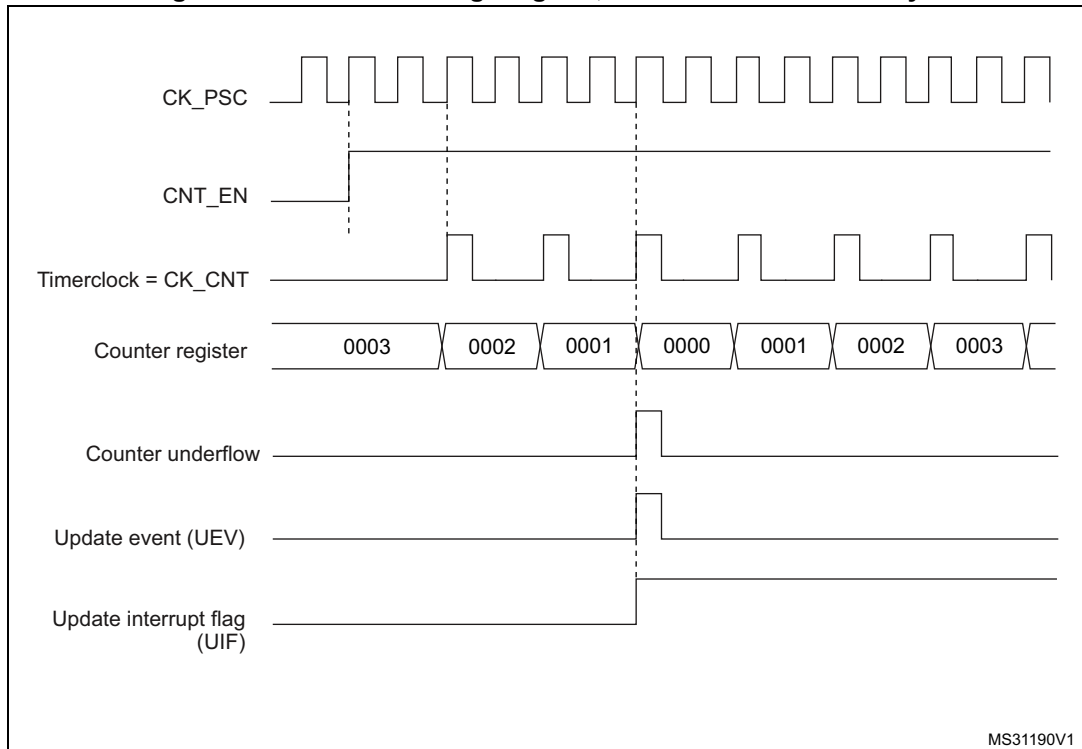 CK_PSC
CNT_EN
Timerclock = CK_CNT
Counter register
0003 0002 0001 0000 0001 0002 0003
Counter underflow
Update event (UEV)
Update interrupt flag
(UIF)
MS31190V1